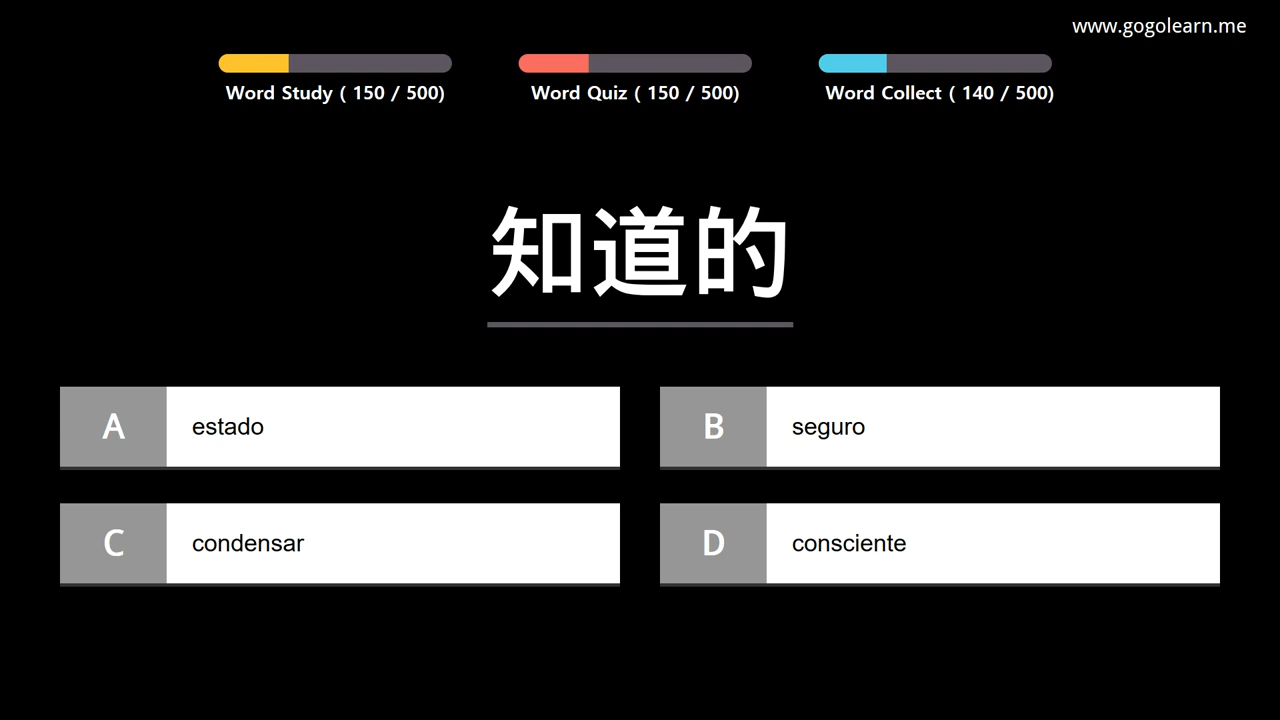 www.gogolearn.me
Word Study ( 150 / 500)
Word Quiz ( 150 / 500)
Word Collect ( 140 / 500)
知道的
A estado
B seguro
C condensar
D consciente